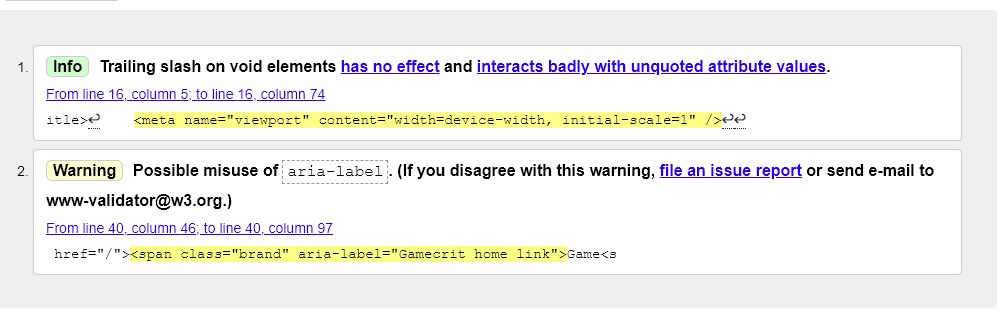 1. Info Trailing slash on void elements has no effect and interacts badly with unquoted attribute values.
From line 16, column 5; to line 16, column 74
itle>↩ <meta name="viewport" content="width=device-width, initial-scale=1" />↩↩
2. Warning Possible misuse of aria-label. (If you disagree with this warning, file an issue report or send e-mail to
www-validator@w3.org.)
From line 40, column 46; to line 40, column 97
href="/"><span class="brand" aria-label="Gamecrit home link">Game<s